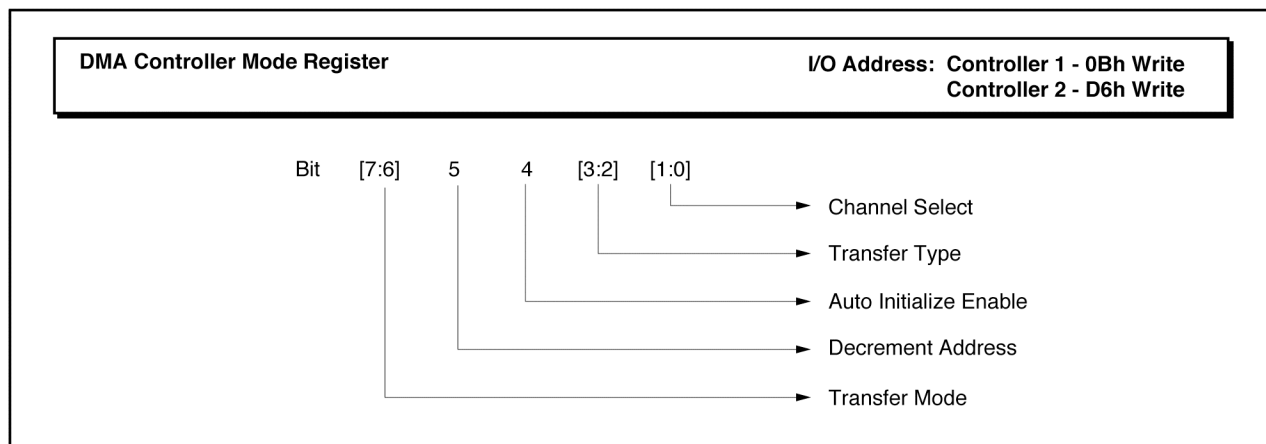 DMA Controller Mode Register
I/O Address: Controller 1 - 0Bh Write
Controller 2 - D6h Write
Bit [7:6] 5 4 [3:2] [1:0]
Channel Select
Transfer Type
Auto Initialize Enable
Decrement Address
Transfer Mode